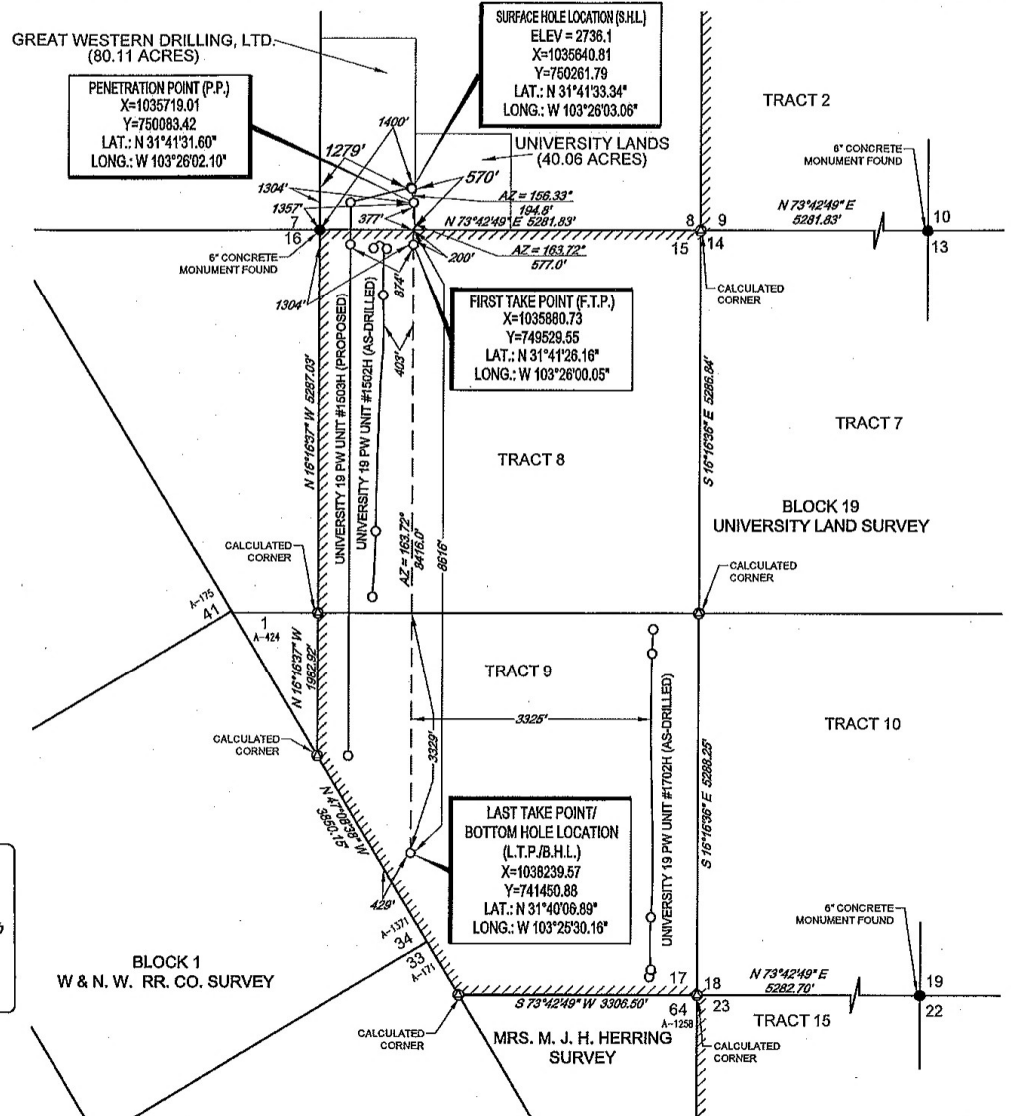 GREAT WESTERN DRILLING, LTD.
(80.11 ACRES)
SURFACE HOLE LOCATION (S.H.L.)
ELEV = 2736.1
X=1035640.81
Y=750261.79
LAT.: N 31°41'33.34"
LONG.: W 103°26'03.06"
PENETRATION POINT (P.P.)
X=1035719.01
Y=750083.42
LAT.: N 31°41'31.60"
LONG.: W 103°26'02.10"
TRACT 2
6" CONCRETE
MONUMENT FOUND
1400'
1279'
UNIVERSITY LANDS
(40.06 ACRES)
570'
1304'
1357'
AZ = 156.33°
194.8'
377'
N 73°42'49" E 5281.83'
N 73°42'49" E
5281.83'
7
16
8
9
15
14
10
13
6" CONCRETE
MONUMENT FOUND
200'
AZ = 163.72°
577.0'
1304'
874'
CALCULATED
CORNER
FIRST TAKE POINT (F.T.P.)
X=1035880.73
Y=749529.55
LAT.: N 31°41'26.16"
LONG.: W 103°26'00.05"
403'
N 16°16'37" W 5287.03'
UNIVERSITY 19 PW UNIT #1503H (PROPOSED)
UNIVERSITY 19 PW UNIT #1502H (AS-DRILLED)
S 16°16'36" E 5286.84'
TRACT 7
TRACT 8
BLOCK 19
UNIVERSITY LAND SURVEY
AZ = 163.72°
8416.0'
8616'
CALCULATED
CORNER
CALCULATED
CORNER
A-175
41
1
A-424
N 16°16'37" W
1982.92'
TRACT 9
3325'
3329'
UNIVERSITY 19 PW UNIT #1702H (AS-DRILLED)
TRACT 10
CALCULATED
CORNER
S 16°16'36" E 5288.25'
N 47°08'38" W
3850.15'
LAST TAKE POINT/
BOTTOM HOLE LOCATION
(L.T.P./B.H.L.)
X=1038239.57
Y=741450.88
LAT.: N 31°40'06.89"
LONG.: W 103°25'30.16"
429'
A-1371
34
33
A-171
6" CONCRETE
MONUMENT FOUND
BLOCK 1
W & N. W. RR. CO. SURVEY
17
18
N 73°42'49" E
5282.70'
19
22
S 73°42'49" W 3306.50'
64
A-1258
23
TRACT 15
CALCULATED
CORNER
MRS. M. J. H. HERRING
SURVEY
CALCULATED
CORNER